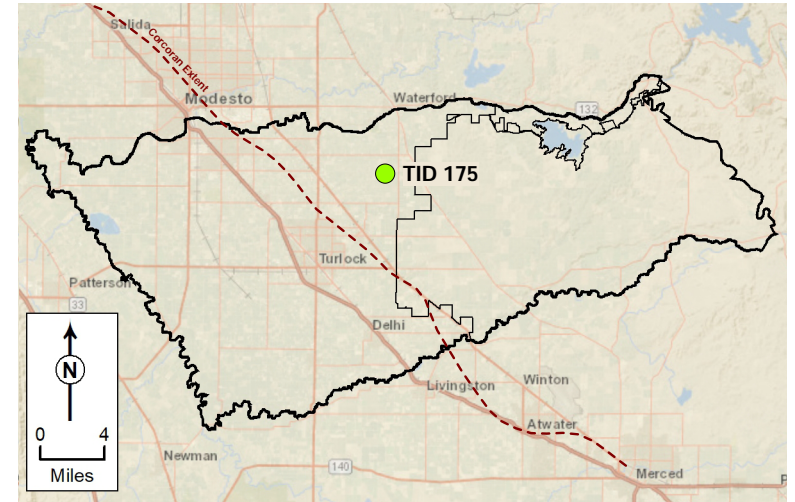 Salida
Corcoran Extent
Modesto
Waterford
132
TID 175
Turlock
Patterson
33
Delhi
N
0 4
Miles
Livingston
Winton
Atwater
Newman
140
Merced
P